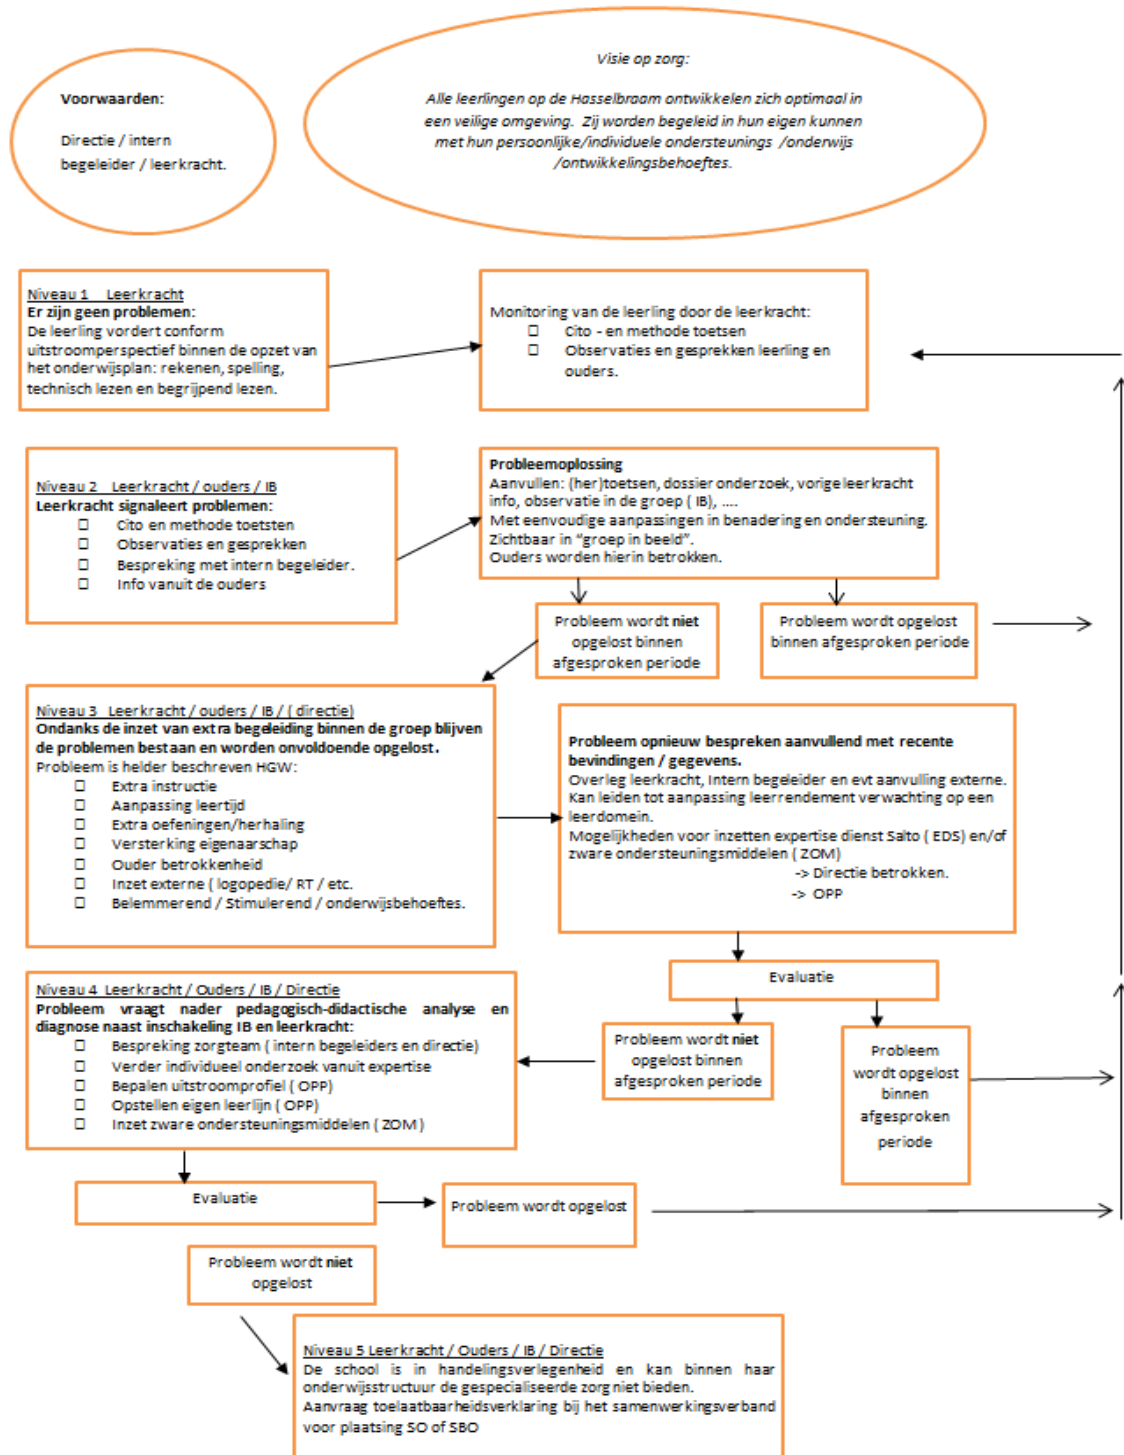 Voorwaarden:
Directie / intern
begeleider / leerkracht.
Visie op zorg:
Alle leerlingen op de Hasselbraam ontwikkelen zich optimaal in
een veilige omgeving. Zij worden begeleid in hun eigen kunnen
met hun persoonlijke/individuele ondersteunings /onderwijs
/ontwikkelingsbehoeftes.
Niveau 1 Leerkracht
Er zijn geen problemen:
De leerling vordert conform
uitstroomperspectief binnen de opzet van
het onderwijsplan: rekenen, spelling,
technisch lezen en begrijpend lezen.
Monitoring van de leerling door de leerkracht:
☐ Cito - en methode toetsen
☐ Observaties en gesprekken leerling en
ouders.
Niveau 2 Leerkracht / ouders / IB
Leerkracht signaleert problemen:
☐ Cito en methode toetsten
☐ Observaties en gesprekken
☐ Bespreking met intern begeleider.
☐ Info vanuit de ouders
Probleemoplossing
Aanvullen: (her)toetsen, dossier onderzoek, vorige leerkracht
info, observatie in de groep ( IB), ....
Met eenvoudige aanpassingen in benadering en ondersteuning.
Zichtbaar in "groep in beeld".
Ouders worden hierin betrokken.
Probleem wordt niet
opgelost binnen
afgesproken periode
Probleem wordt opgelost
binnen afgesproken periode
Niveau 3 Leerkracht / ouders / IB / ( directie)
Ondanks de inzet van extra begeleiding binnen de groep blijven
de problemen bestaan en worden onvoldoende opgelost.
Probleem is helder beschreven HGW:
☐ Extra instructie
☐ Aanpassing leertijd
☐ Extra oefeningen/herhaling
☐ Versterking eigenaarschap
☐ Ouder betrokkenheid
☐ Inzet externe ( logopedie/ RT / etc.
☐ Belemmerend / Stimulerend / onderwijsbehoeftes.
Probleem opnieuw bespreken aanvullend met recente
bevindingen / gegevens.
Overleg leerkracht, Intern begeleider en evt aanvulling externe.
Kan leiden tot aanpassing leerrendement verwachting op een
leerdomein.
Mogelijkheden voor inzetten expertise dienst Salto ( EDS) en/of
zware ondersteuningsmiddelen ( ZOM)
-> Directie betrokken.
-> OPP
Evaluatie
Probleem wordt niet
opgelost binnen
afgesproken periode
Probleem
wordt opgelost
binnen
afgesproken
periode
Niveau 4 Leerkracht / Ouders / IB / Directie
Probleem vraagt nader pedagogisch-didactische analyse en
diagnose naast inschakeling IB en leerkracht:
☐ Bespreking zorgteam ( intern begeleiders en directie)
☐ Verder individueel onderzoek vanuit expertise
☐ Bepalen uitstroomprofiel ( OPP)
☐ Opstellen eigen leerlijn ( OPP)
☐ Inzet zware ondersteuningsmiddelen ( ZOM )
Evaluatie
Probleem wordt opgelost
Probleem wordt niet
opgelost
Niveau 5 Leerkracht / Ouders / IB / Directie
De school is in handelingsverlegenheid en kan binnen haar
onderwijsstructuur de gespecialiseerde zorg niet bieden.
Aanvraag toelaatbaarheidsverklaring bij het samenwerkingsverband
voor plaatsing SO of SBO